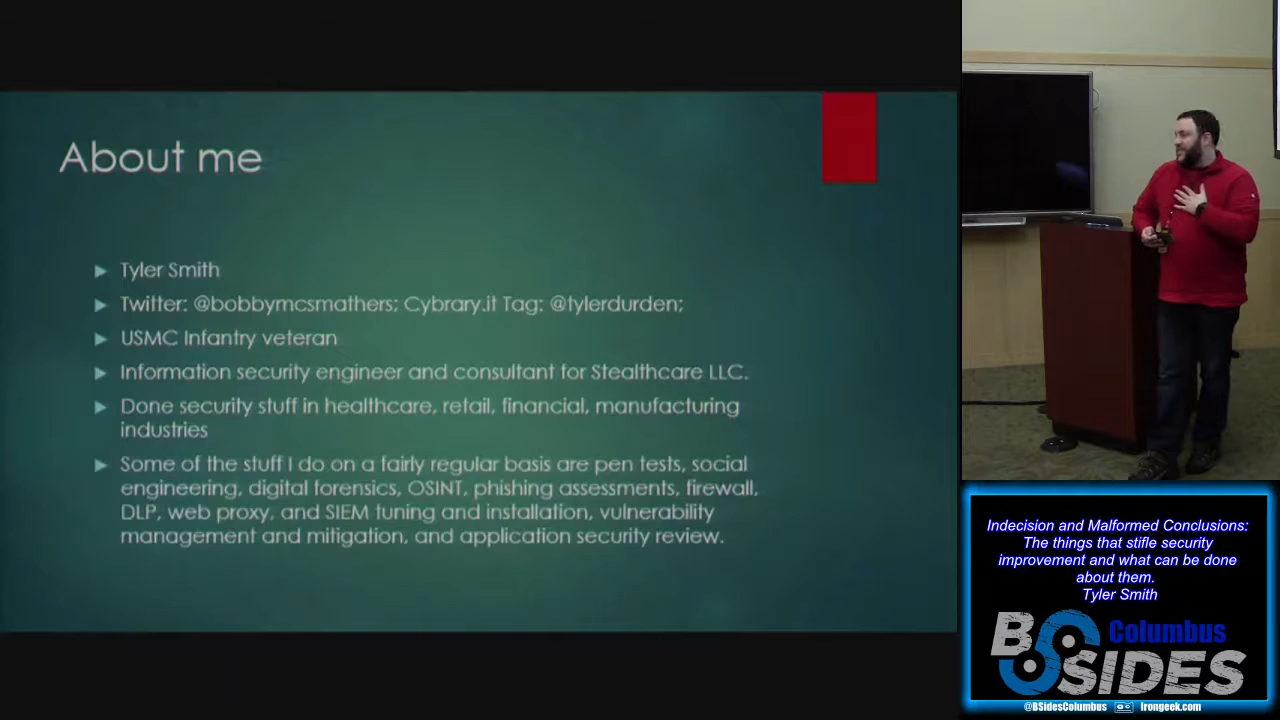 About me
Tyler Smith
Twitter: @bobbymcsmathers; Cybrary.it Tag: @tylerdurden;
USMC Infantry veteran
Information security engineer and consultant for Stealthcare LLC.
Done security stuff in healthcare, retail, financial, manufacturing
industries
Some of the stuff I do on a fairly regular basis are pen tests, social
engineering, digital forensics, OSINT, phishing assessments, firewall,
DLP, web proxy, and SIEM tuning and installation, vulnerability
management and mitigation, and application security review.
Indecision and Malformed Conclusions:
The things that stifle security
improvement and what can be done
about them.
Tyler Smith
BSIDES
Columbus
@BSidesColumbus Irongeek.com